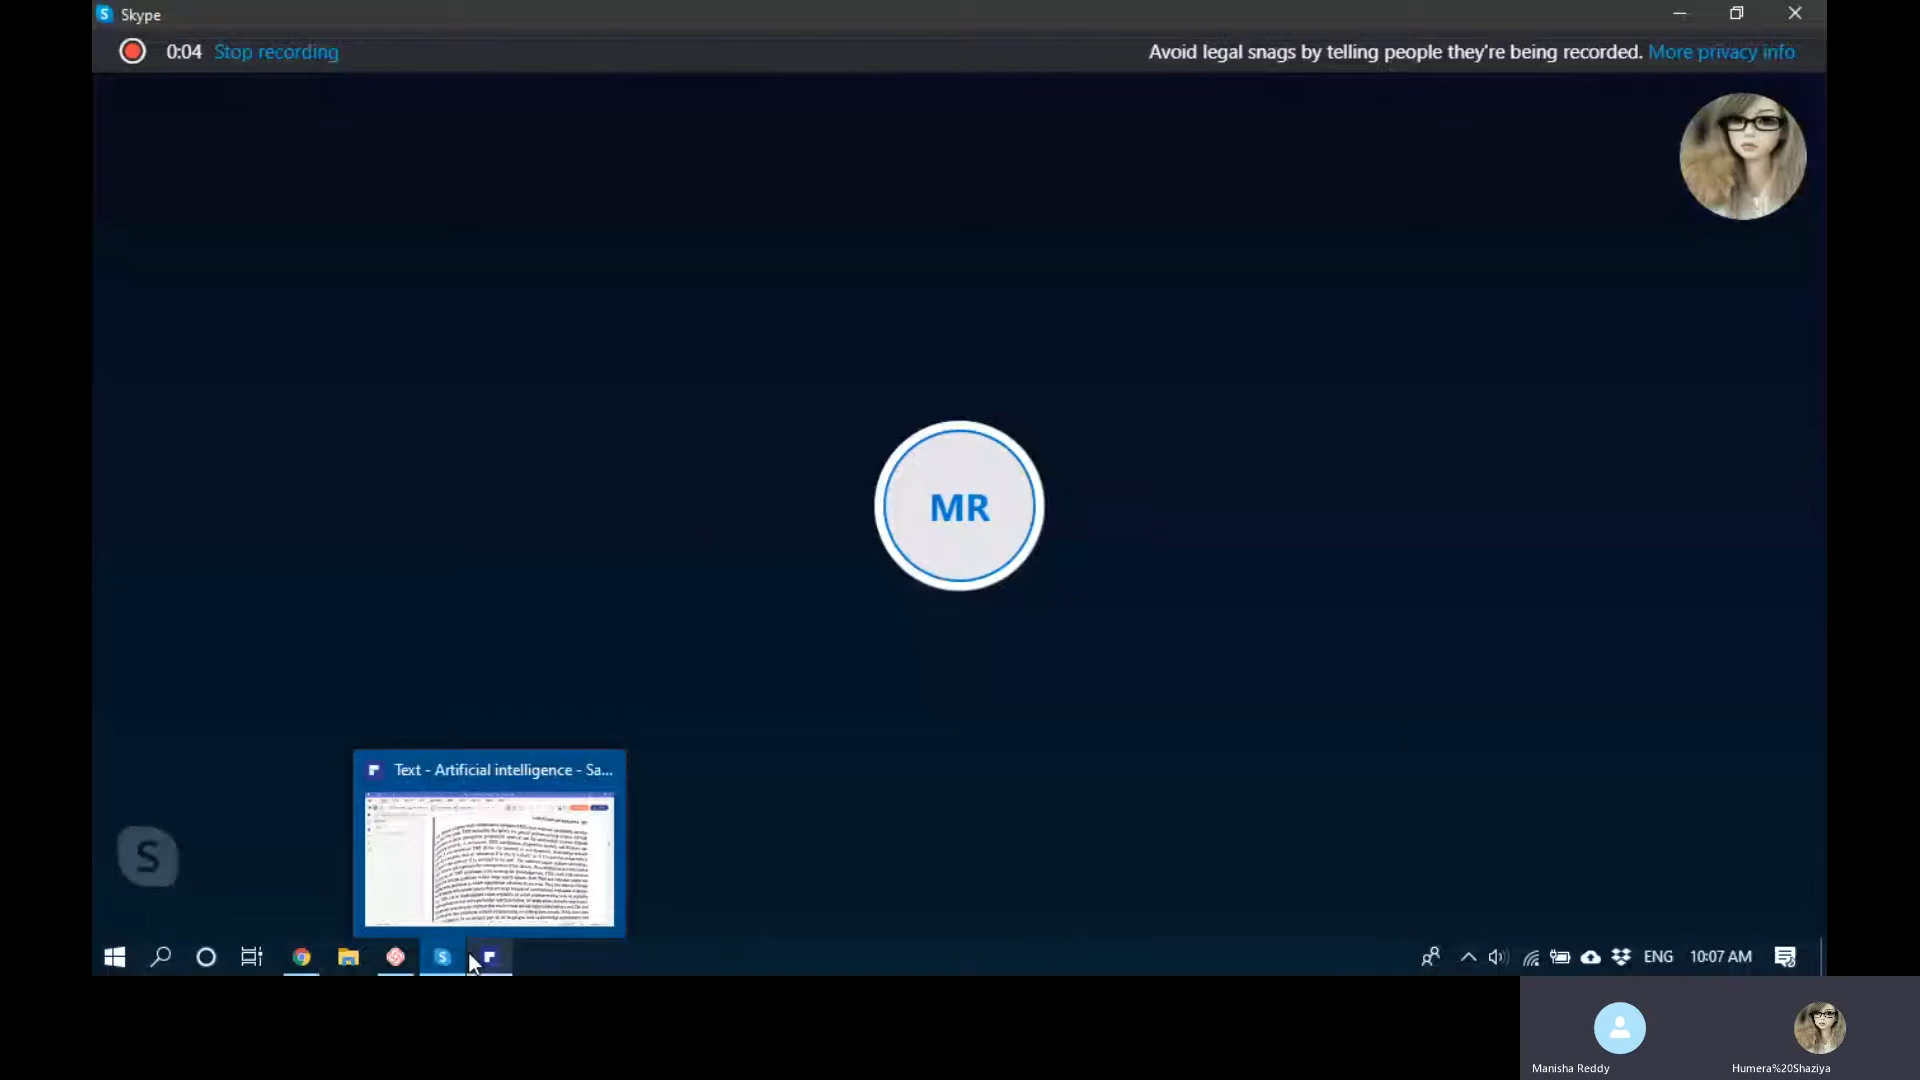 Skype
0:04 Stop recording
Avoid legal snags by telling people they're being recorded. More privacy info
MR
Text - Artificial intelligence - Sa...
S
ENG 10:07 AM
Manisha Reddy
Humera%20Shaziya